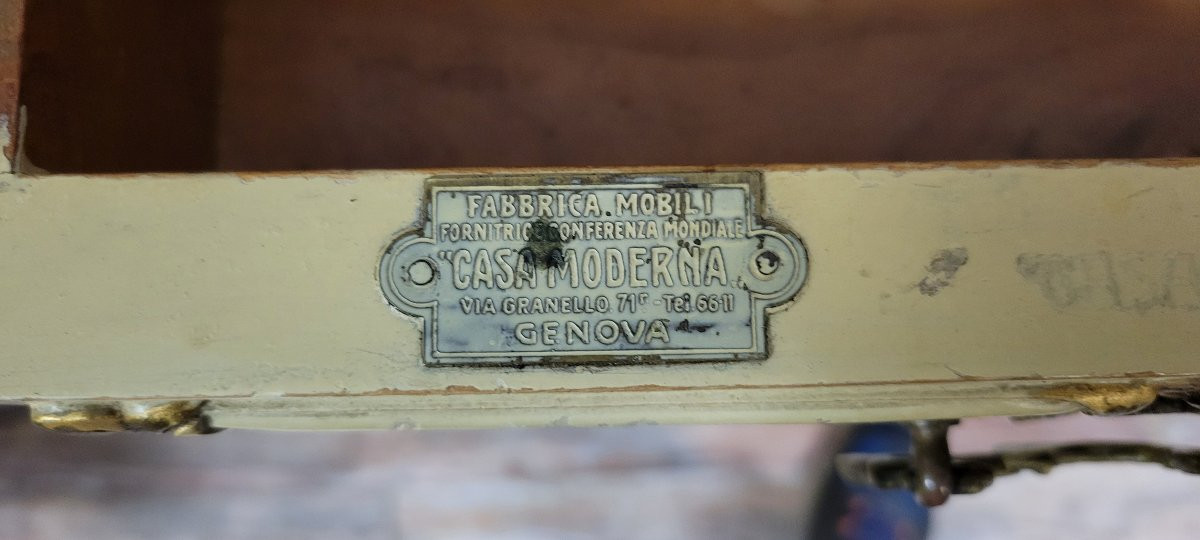 FABBRICA. MOBILI
FORNITRICE CONFERENZA MONDIALE
"CASA MODERNA"
VIA GRANELLO. 71r - Tel. 6611
GENOVA